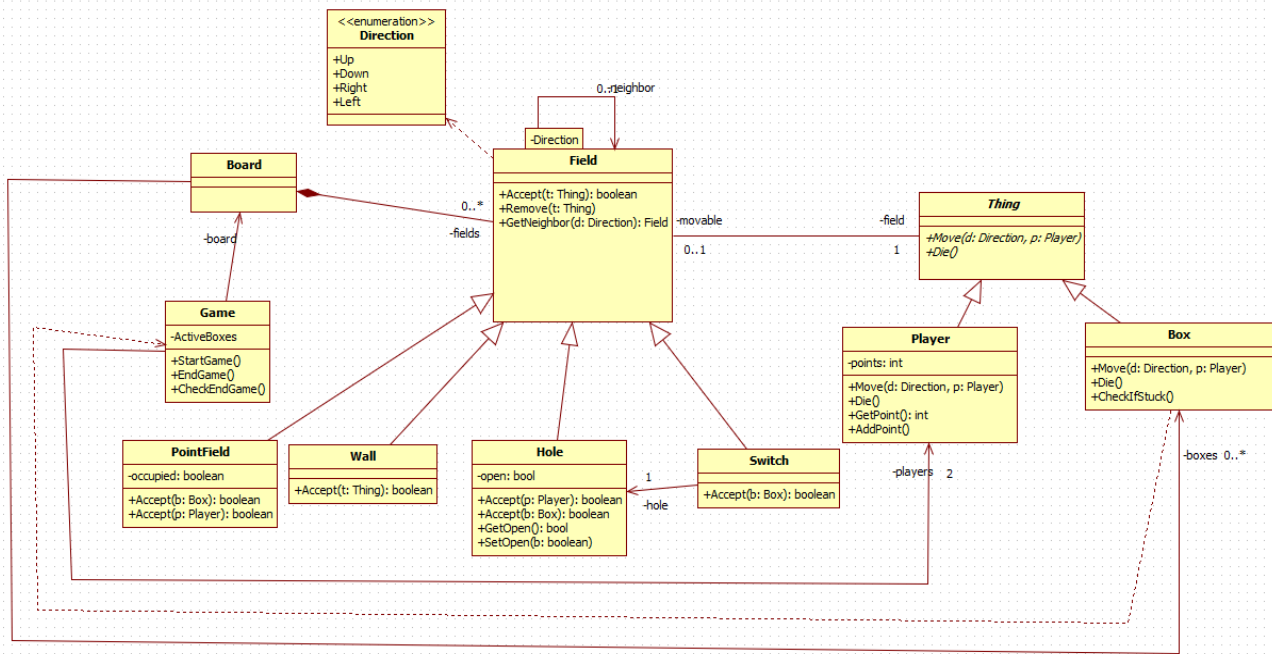 <<enumeration>>
Direction
+Up
+Down
+Right
+Left
0..1
-neighbor
-Direction
Field
+Accept(t: Thing): boolean
+Remove(t: Thing)
+GetNeighbor(d: Direction): Field
Board
0..*
-fields
-movable
0..1
-field
1
Thing
+Move(d: Direction, p: Player)
+Die()
-board
Game
-ActiveBoxes
+StartGame()
+EndGame()
+CheckEndGame()
Player
-points: int
+Move(d: Direction, p: Player)
+Die()
+GetPoint(): int
+AddPoint()
Box
+Move(d: Direction, p: Player)
+Die()
+CheckIfStuck()
PointField
-occupied: boolean
+Accept(b: Box): boolean
+Accept(p: Player): boolean
Wall
+Accept(t: Thing): boolean
Hole
-open: bool
+Accept(p: Player): boolean
+Accept(b: Box): boolean
+GetOpen(): bool
+SetOpen(b: boolean)
1
-hole
Switch
+Accept(b: Box): boolean
-players
2
-boxes
0..*